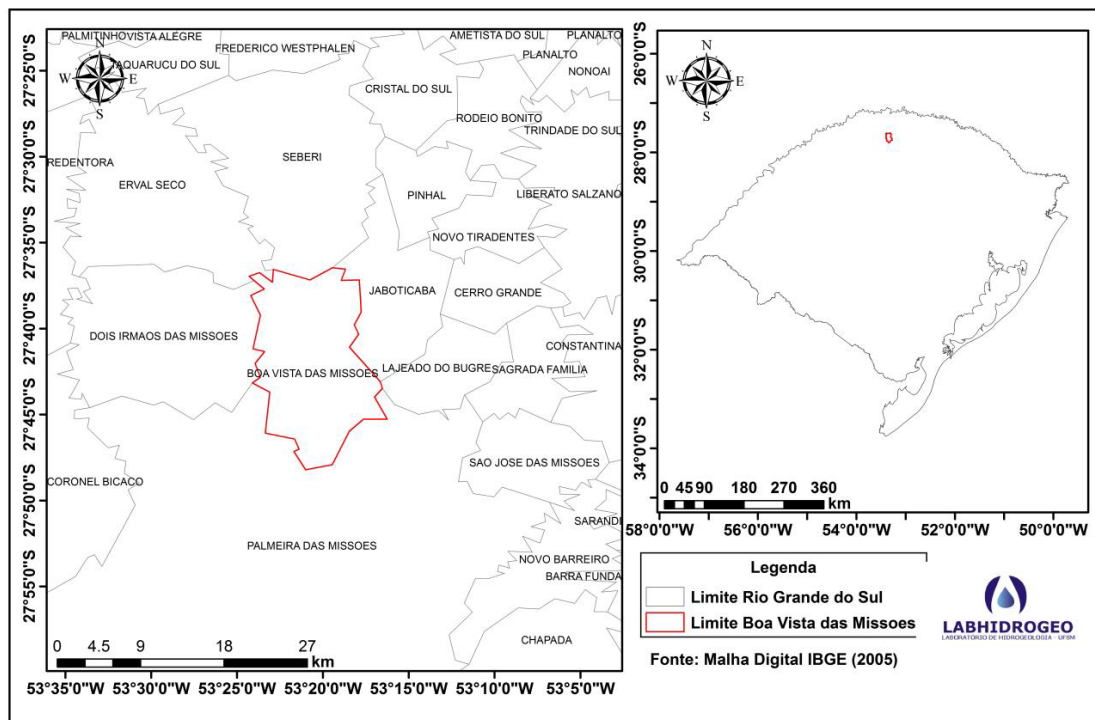 PALMITINHO
VISTA ALEGRE
TAQUARUCU DO SUL
FREDERICO WESTPHALEN
AMETISTA DO SUL
PLANALTO
PLANALTO
NONOAI
CRISTAL DO SUL
RODEIO BONITO
TRINDADE DO SUL
REDENTORA
ERVAL SECO
SEBERI
PINHAL
LIBERATO SALZANO
NOVO TIRADENTES
JABOTICABA
CERRO GRANDE
DOIS IRMAOS DAS MISSOES
CONSTANTINA
BOA VISTA DAS MISSOES
LAJEADO DO BUGRE
SAGRADA FAMILIA
SAO JOSE DAS MISSOES
CORONEL BICACO
SARANDI
PALMEIRA DAS MISSOES
NOVO BARREIRO
BARRA FUNDA
CHAPADA
N
W E
S
27°25'0"S
27°30'0"S
27°35'0"S
27°40'0"S
27°45'0"S
27°50'0"S
27°55'0"S
0 4.5 9 18 27
km
53°35'0"W 53°25'0"W 53°20'0"W 53°15'0"W 53°10'0"W 53°5'0"W
N
W E
S
26°0'0"S
28°0'0"S
30°0'0"S
32°0'0"S
34°0'0"S
0 45 90 180 270 360
km
58°0'0"W 56°0'0"W 54°0'0"W 52°0'0"W 50°0'0"W
Legenda
Limite Rio Grande do Sul
Limite Boa Vista das Missoes
Fonte: Malha Digital IBGE (2005)
LABHIDROGEO
LABORATÓRIO DE HIDROGEOLOGIA - UFSM